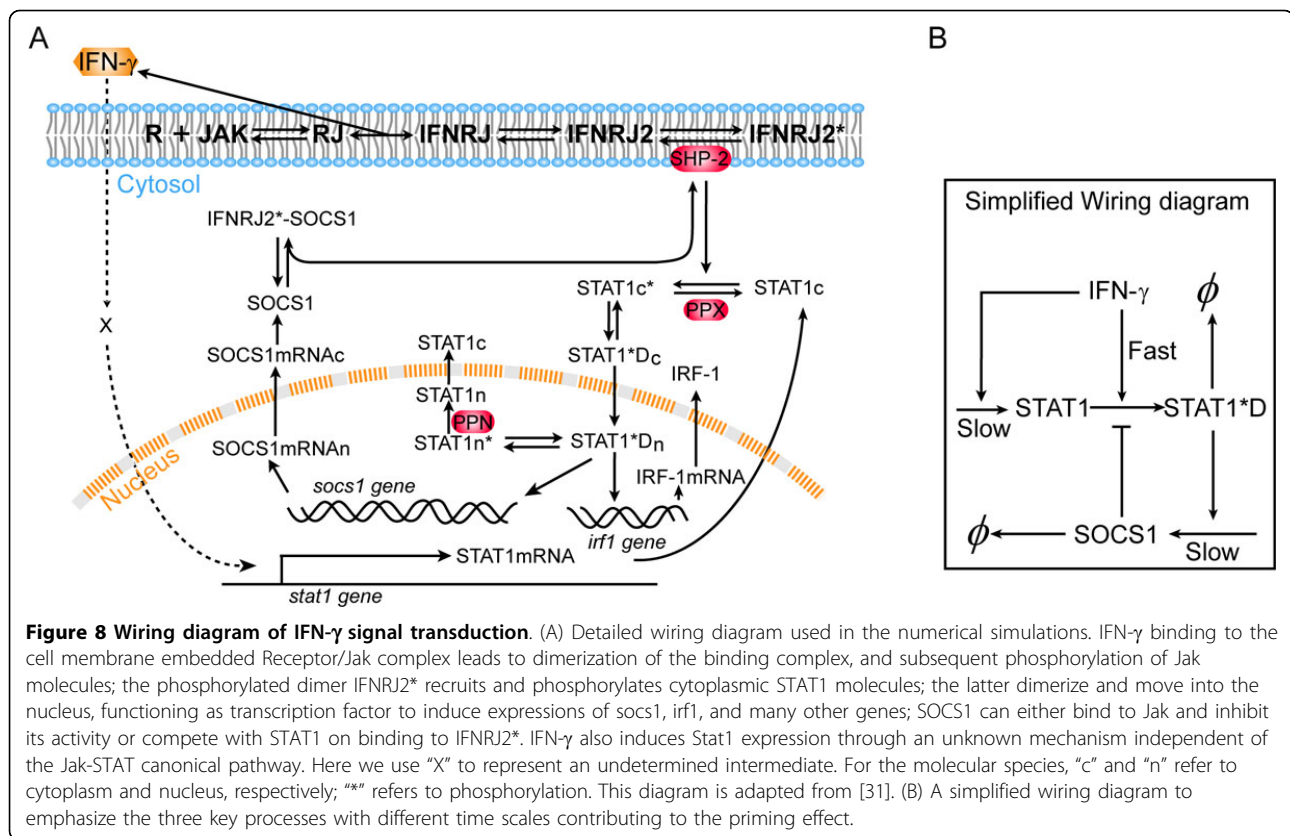 A
IFN-γ
R + JAK RJ IFNRJ IFNRJ2 IFNRJ2*
SHP-2
Cytosol
IFNRJ2*-SOCS1
SOCS1
STAT1c* STAT1c
PPX
X
SOCS1mRNAc
STAT1c
STAT1*Dc
IRF-1
STAT1n
PPN
STAT1n*
STAT1*Dn
SOCS1mRNAn
IRF-1mRNA
Nucleus
socs1 gene
irf1 gene
STAT1mRNA
stat1 gene
B
Simplified Wiring diagram
IFN-γ
ϕ
Fast
STAT1 STAT1*D
Slow
ϕ SOCS1
Slow
Figure 8 Wiring diagram of IFN-γ signal transduction. (A) Detailed wiring diagram used in the numerical simulations. IFN-γ binding to the
cell membrane embedded Receptor/Jak complex leads to dimerization of the binding complex, and subsequent phosphorylation of Jak
molecules; the phosphorylated dimer IFNRJ2* recruits and phosphorylates cytoplasmic STAT1 molecules; the latter dimerize and move into the
nucleus, functioning as transcription factor to induce expressions of socs1, irf1, and many other genes; SOCS1 can either bind to Jak and inhibit
its activity or compete with STAT1 on binding to IFNRJ2*. IFN-γ also induces Stat1 expression through an unknown mechanism independent of
the Jak-STAT canonical pathway. Here we use “X” to represent an undetermined intermediate. For the molecular species, “c” and “n” refer to
cytoplasm and nucleus, respectively; “*” refers to phosphorylation. This diagram is adapted from [31]. (B) A simplified wiring diagram to
emphasize the three key processes with different time scales contributing to the priming effect.